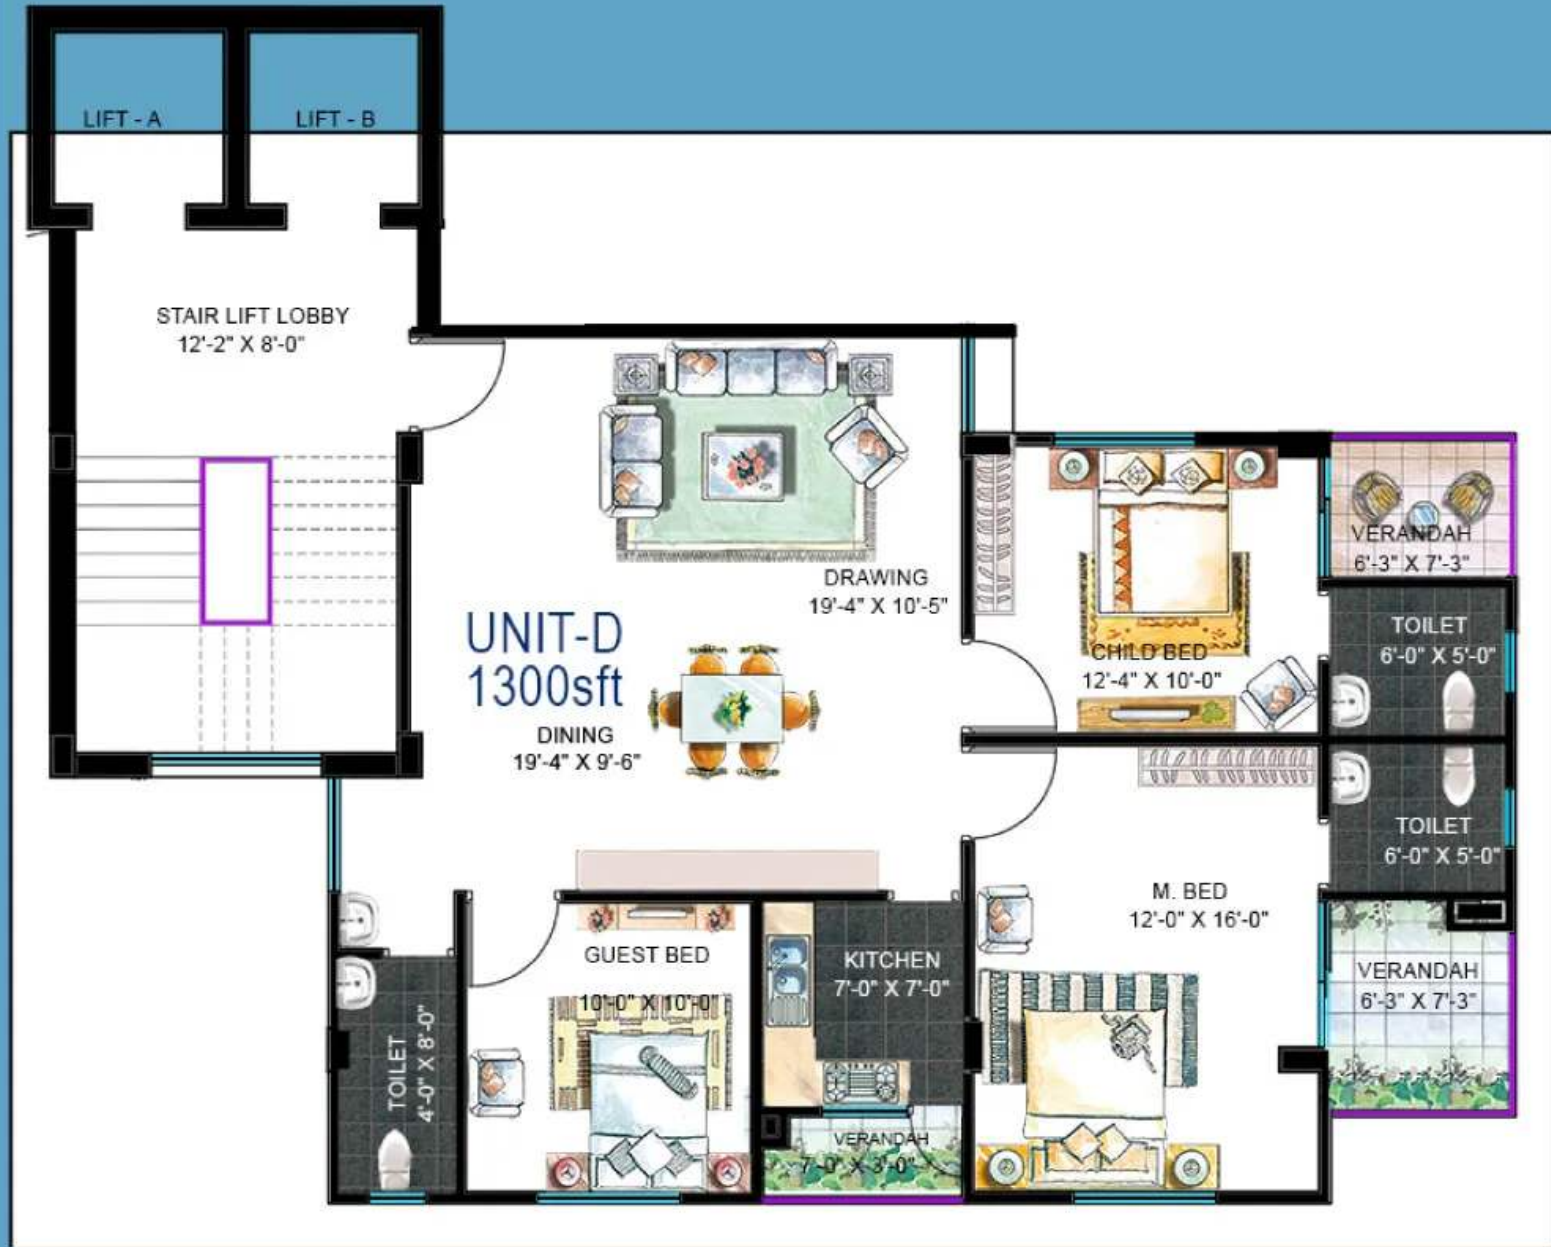 LIFT - A
LIFT - B
STAIR LIFT LOBBY
12'-2" X 8'-0"
DRAWING
19'-4" X 10'-5"
VERANDAH
6'-3" X 7'-3"
UNIT-D
1300sft
DINING
19'-4" X 9'-6"
CHILD BED
12'-4" X 10'-0"
TOILET
6'-0" X 5'-0"
TOILET
6'-0" X 5'-0"
M. BED
12'-0" X 16'-0"
GUEST BED
10'-0" X 10'-0"
KITCHEN
7'-0" X 7'-0"
VERANDAH
6'-3" X 7'-3"
TOILET
4'-0" X 8'-0"
VERANDAH
7'-0" X 3'-0"